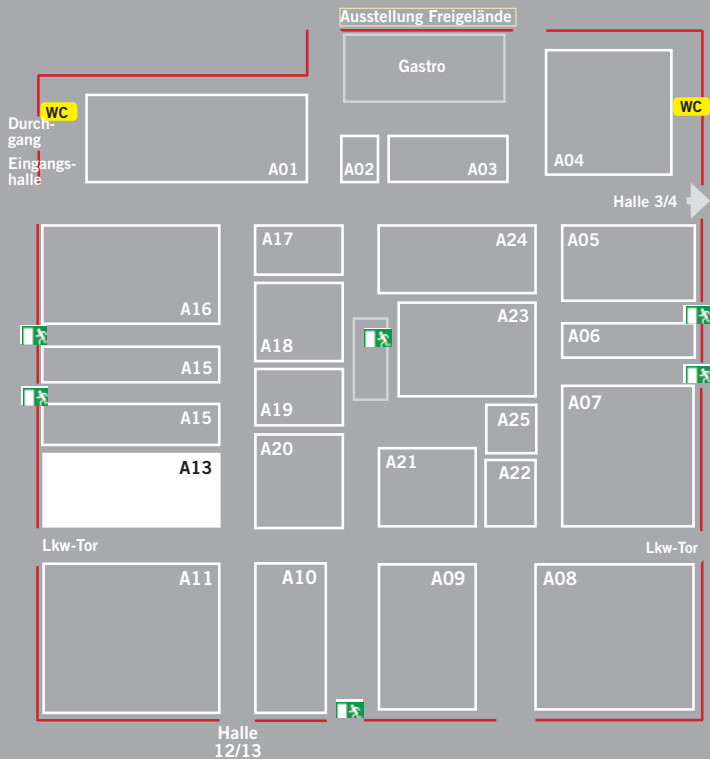 Ausstellung Freigelände
Gastro
WC
WC
Durch-
gang
Eingangs-
halle
A01
A02
A03
A04
Halle 3/4
A17
A24
A05
A16
A23
A06
A18
A15
A07
A19
A15
A25
A20
A21
A13
A22
Lkw-Tor
Lkw-Tor
A11
A10
A09
A08
Halle
12/13